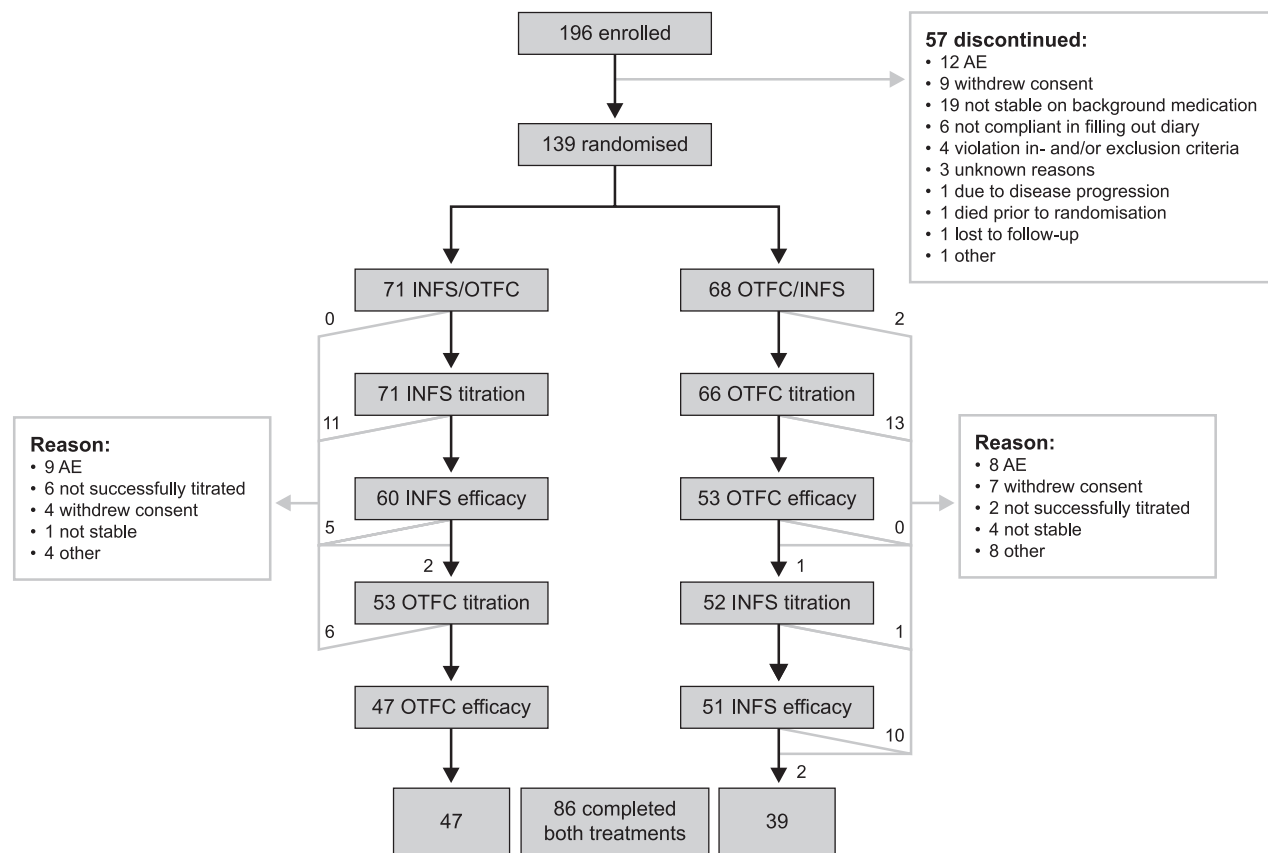 196 enrolled
57 discontinued:
• 12 AE
• 9 withdrew consent
• 19 not stable on background medication
• 6 not compliant in filling out diary
• 4 violation in- and/or exclusion criteria
• 3 unknown reasons
• 1 due to disease progression
• 1 died prior to randomisation
• 1 lost to follow-up
• 1 other
139 randomised
71 INFS/OTFC
68 OTFC/INFS
0
2
71 INFS titration
66 OTFC titration
11
13
Reason:
• 9 AE
• 6 not successfully titrated
• 4 withdrew consent
• 1 not stable
• 4 other
60 INFS efficacy
53 OTFC efficacy
Reason:
• 8 AE
• 7 withdrew consent
• 2 not successfully titrated
• 4 not stable
• 8 other
5
0
2
1
53 OTFC titration
52 INFS titration
6
1
47 OTFC efficacy
51 INFS efficacy
10
2
47
86 completed
both treatments
39